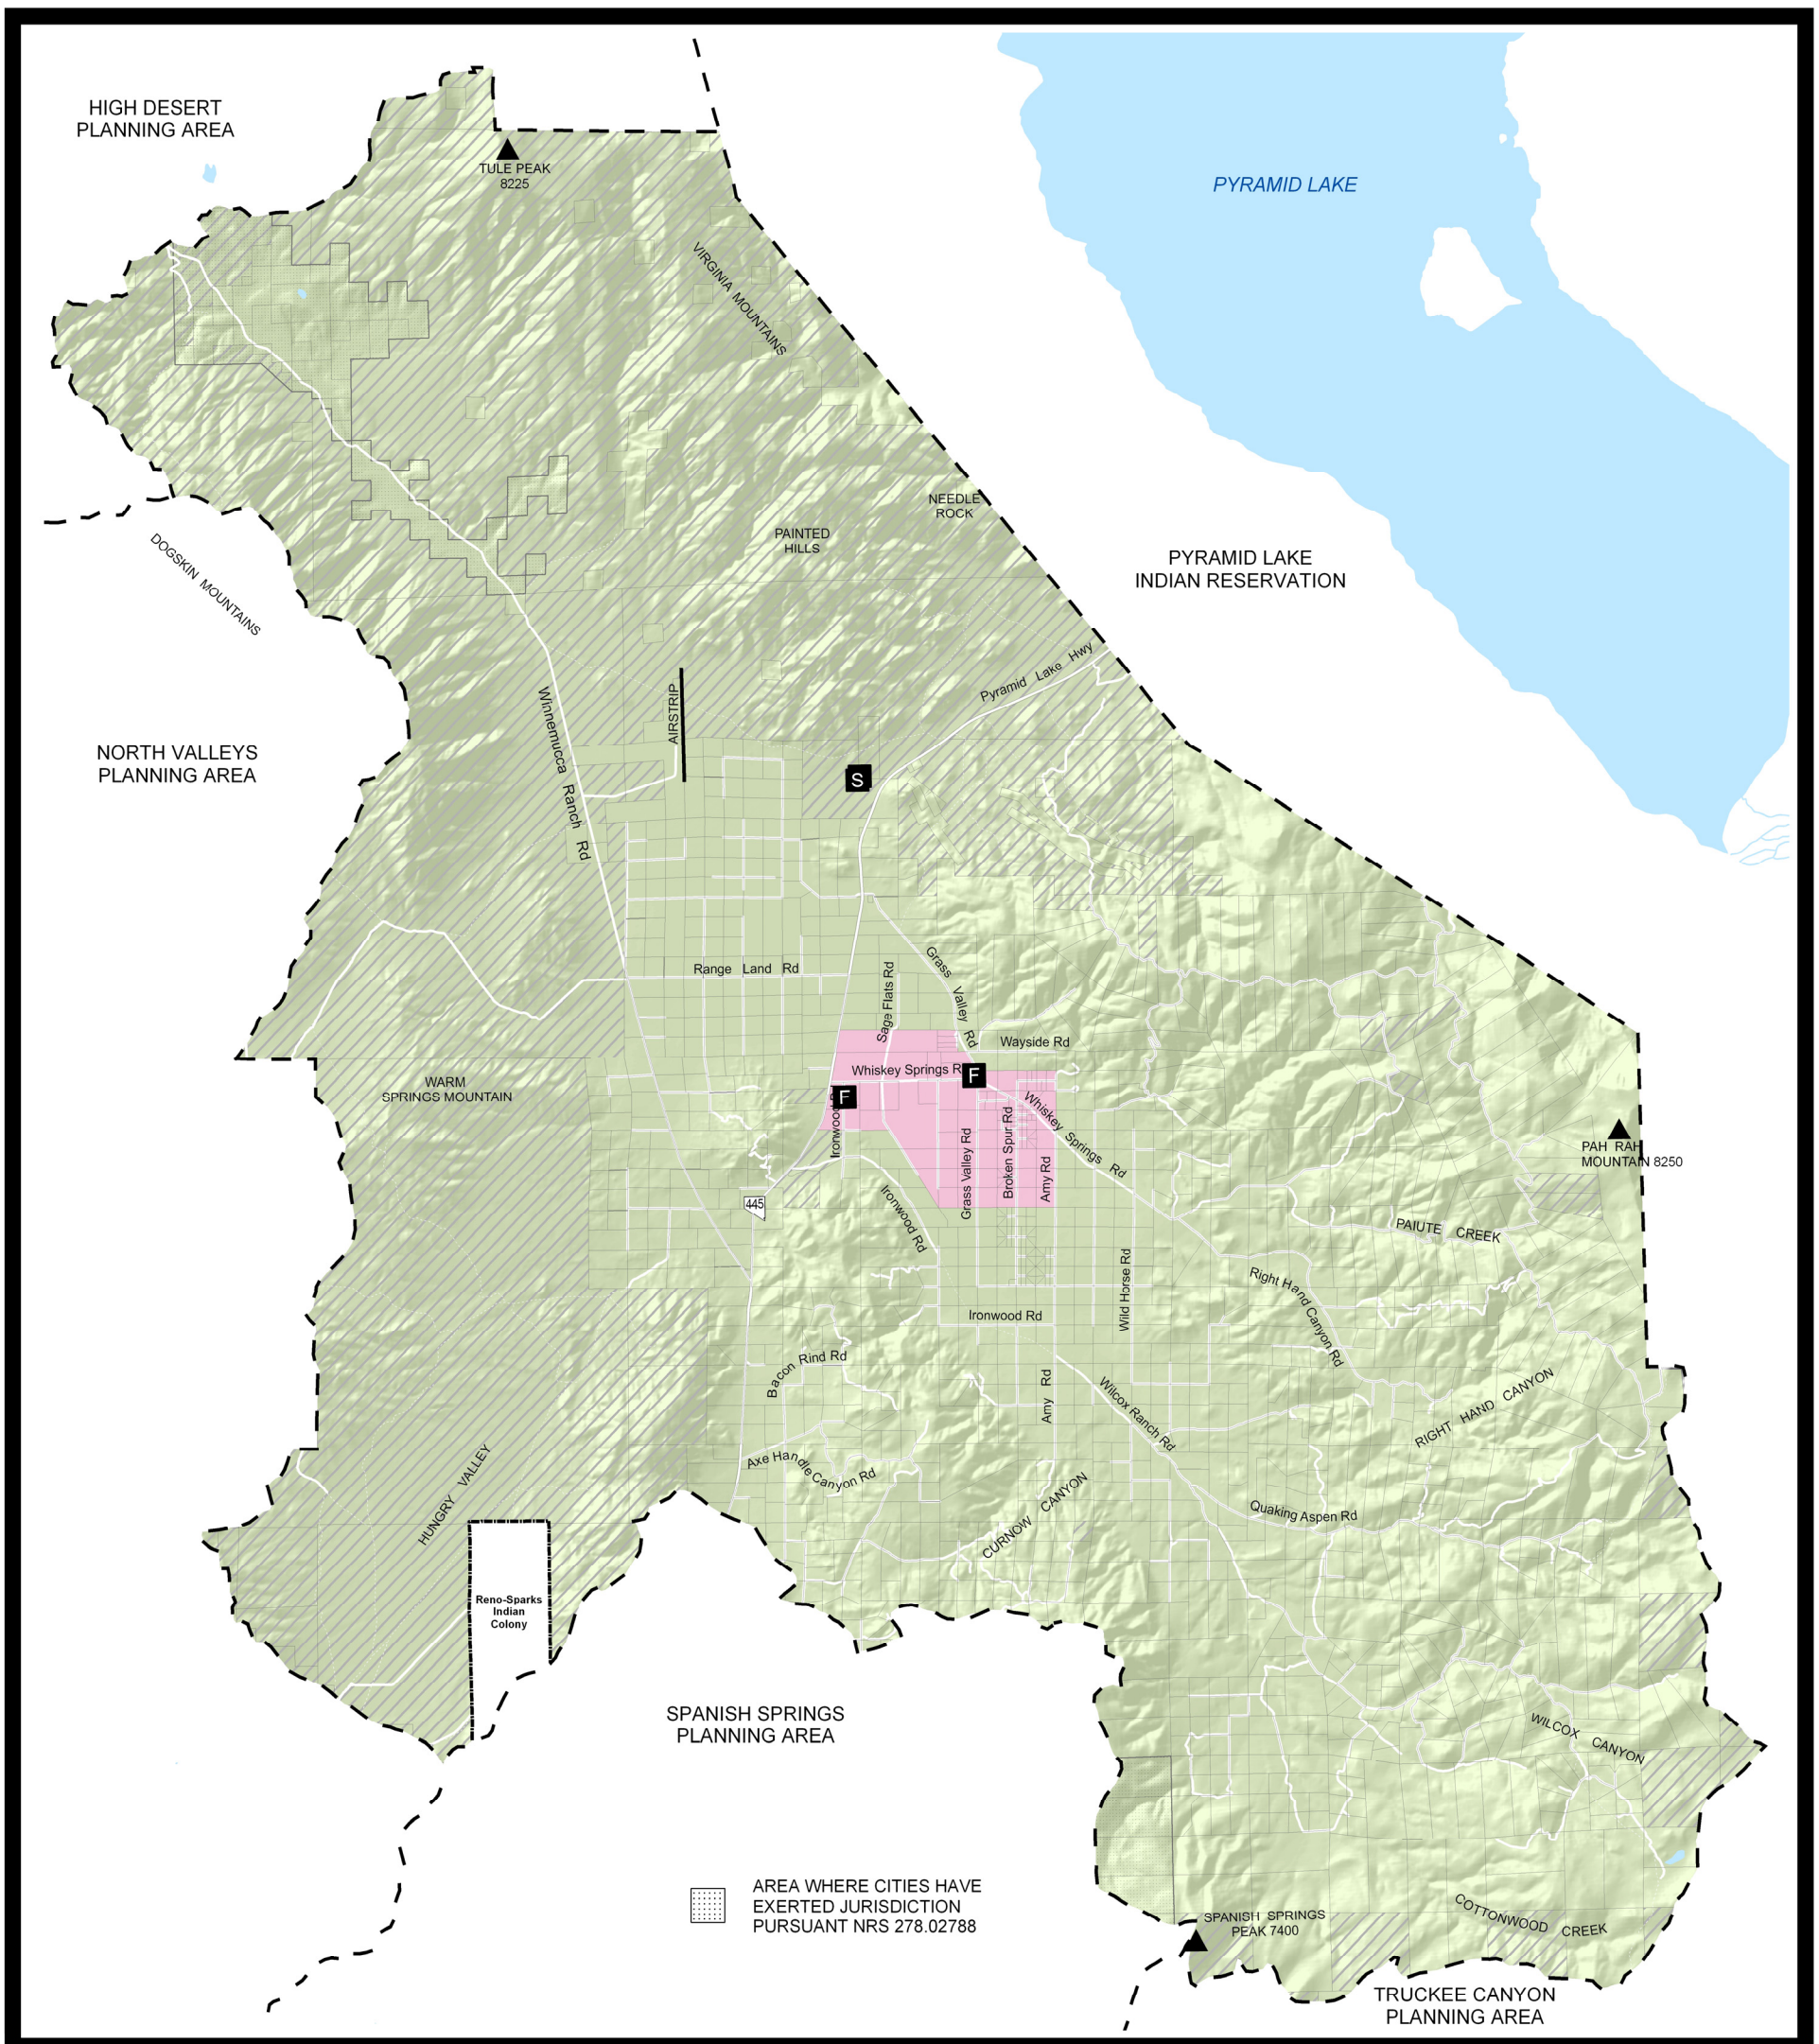 HIGH DESERT
PLANNING AREA
TULE PEAK
8225
PYRAMID LAKE
VIRGINIA MOUNTAINS
NEEDLE
ROCK
PAINTED
HILLS
DOGSKIN MOUNTAINS
PYRAMID LAKE
INDIAN RESERVATION
Pyramid Lake Hwy
Winnemucca Ranch Rd
AIRSTRIP
NORTH VALLEYS
PLANNING AREA
S
Range Land Rd
Grass Valley Rd
Sage Flats Rd
Wayside Rd
Whiskey Springs R
F
F
WARM
SPRINGS MOUNTAIN
Ironwood Rd
Whiskey Springs Rd
Broken Spur Rd
Grass Valley Rd
Amy Rd
PAH RAH
MOUNTAIN 8250
445
Ironwood Rd
PAIUTE CREEK
Wild Horse Rd
Right Hand Canyon Rd
Ironwood Rd
Bacon Rind Rd
Amy Rd
Wilcox Ranch Rd
RIGHT HAND CANYON
Axe Handle Canyon Rd
HUNGRY VALLEY
CURNOW CANYON
Quaking Aspen Rd
Reno-Sparks
Indian
Colony
SPANISH SPRINGS
PLANNING AREA
WILCOX CANYON
AREA WHERE CITIES HAVE
EXERTED JURISDICTION
PURSUANT NRS 278.02788
SPANISH SPRINGS
PEAK 7400
COTTONWOOD CREEK
TRUCKEE CANYON
PLANNING AREA